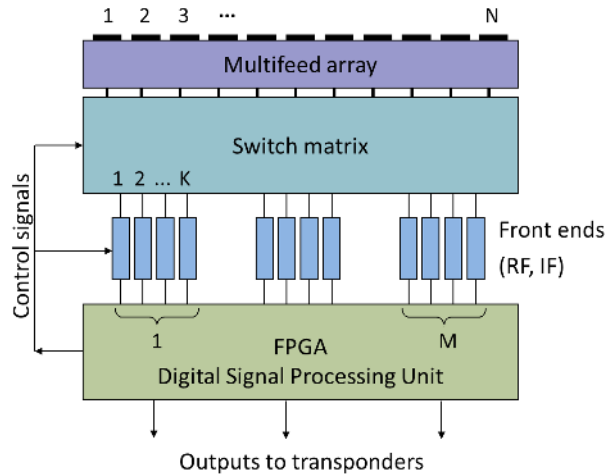 1 2 3 ... N
Multifeed array
Switch matrix
1 2 ... K
Control signals
Front ends
(RF, IF)
1 M
FPGA
Digital Signal Processing Unit
Outputs to transponders